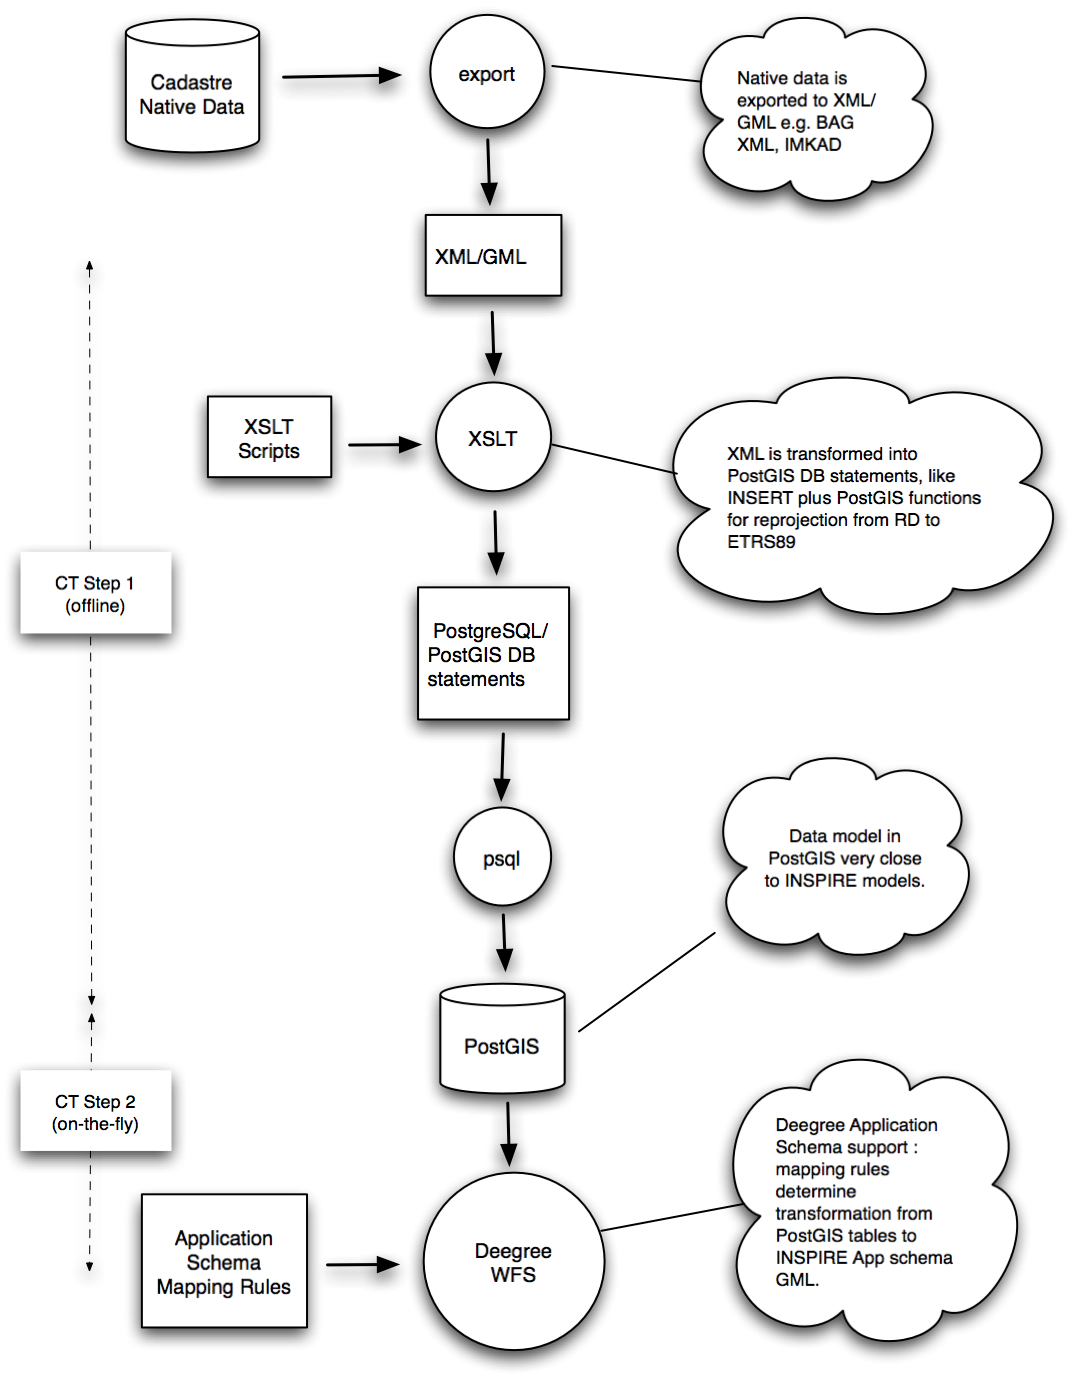 Cadastre
Native Data
export
Native data is
exported to XML/
GML e.g. BAG
XML, IMKAD
XML/GML
XSLT
Scripts
XSLT
XML is transformed into
PostGIS DB statements, like
INSERT plus PostGIS functions
for reprojection from RD to
ETRS89
CT Step 1
(offline)
PostgreSQL/
PostGIS DB
statements
psql
Data model in
PostGIS very close
to INSPIRE models.
PostGIS
CT Step 2
(on-the-fly)
Application
Schema
Mapping Rules
Deegree
WFS
Deegree Application
Schema support :
mapping rules
determine
transformation from
PostGIS tables to
INSPIRE App schema
GML.